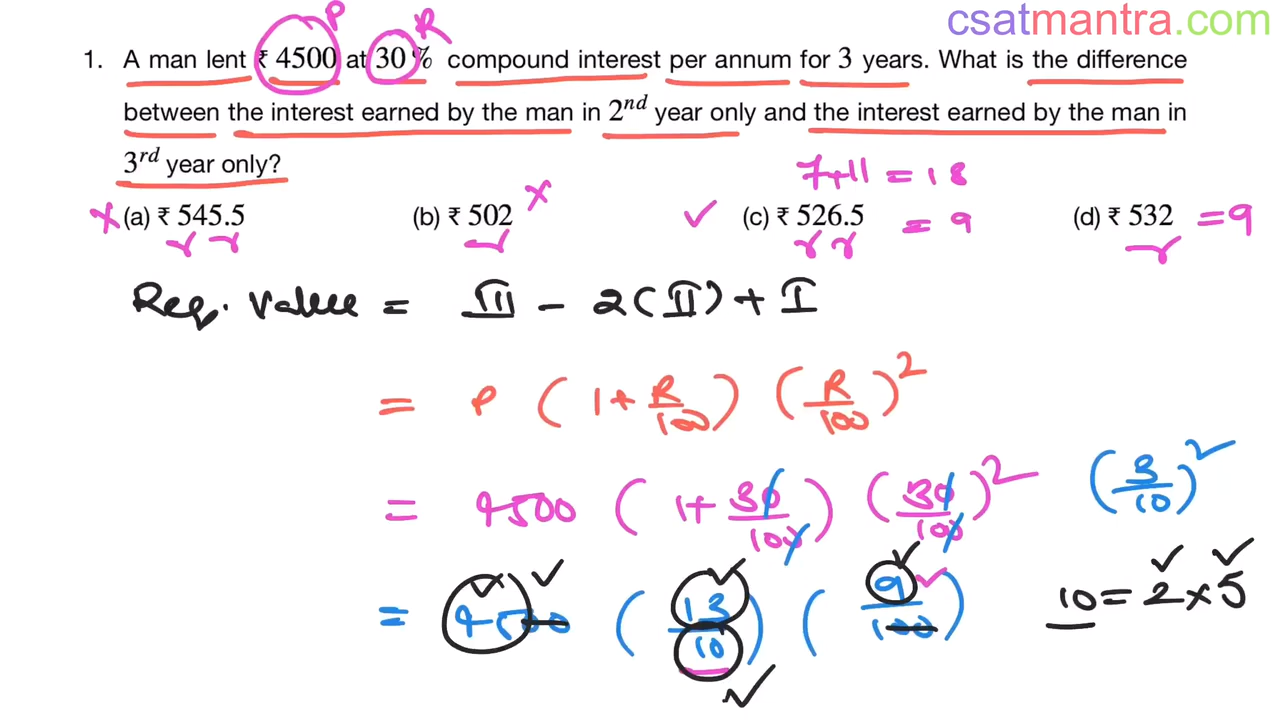 csatmantra.com
P R
1. A man lent ₹ 4500 at 30% compound interest per annum for 3 years. What is the difference
between the interest earned by the man in 2ⁿᵈ year only and the interest earned by the man in
3ʳᵈ year only?
7+11 = 18
x (a) ₹ 545.5 (b) ₹ 502 x ✓ (c) ₹ 526.5 = 9 (d) ₹ 532 = 9
Req. Value = III - 2(II) + I
= P (1 + R/100) (R/100)²
= 4500 (1 + 30/100) (30/100)² (3/10)²
= 4500 (13/10) (9/100) 10 = 2 x 5